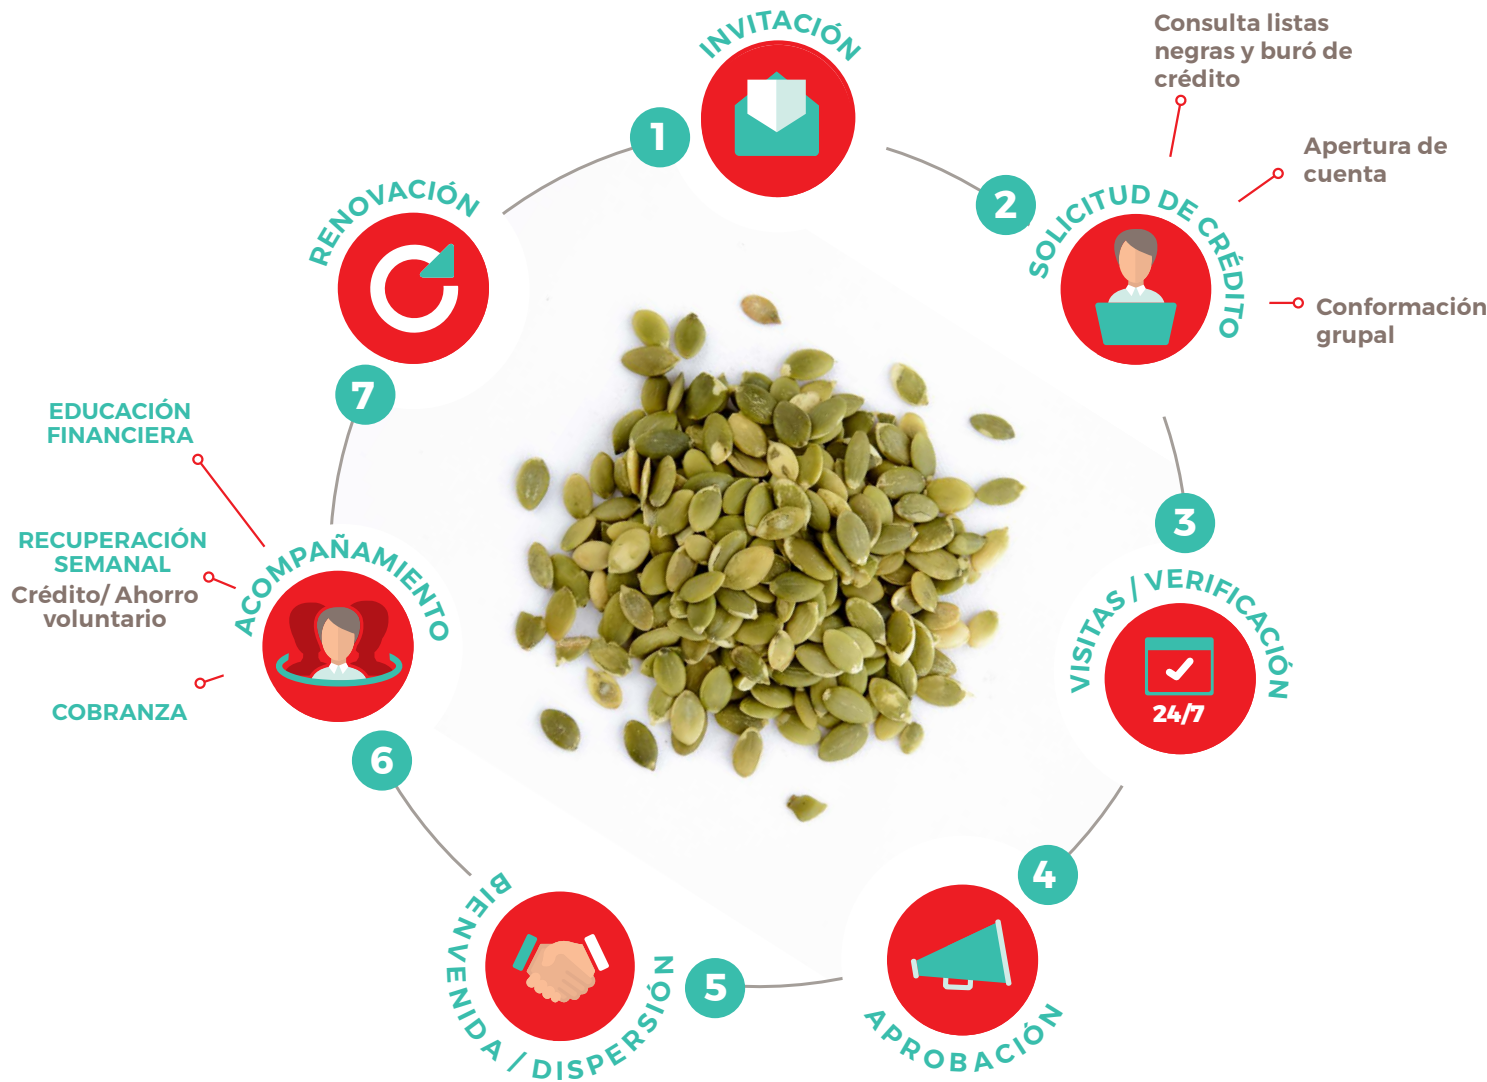 1
INVITACIÓN
2
SOLICITUD DE CRÉDITO
Consulta listas
negras y buró de
crédito
Apertura de
cuenta
Conformación
grupal
3
VISITAS / VERIFICACIÓN
24/7
4
APROBACIÓN
5
BIENVENIDA / DISPERSIÓN
6
ACOMPAÑAMIENTO
EDUCACIÓN
FINANCIERA
RECUPERACIÓN
SEMANAL
Crédito/ Ahorro
voluntario
COBRANZA
7
RENOVACIÓN